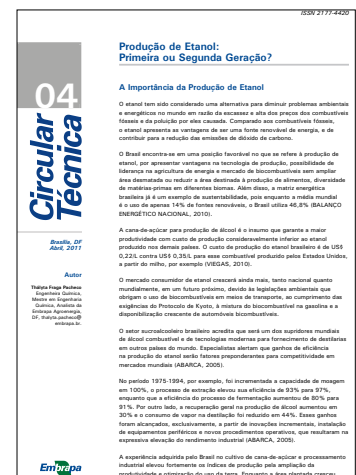 ISSN 2177-4420
Produção de Etanol:
Primeira ou Segunda Geração?
04
Circular
Técnica
Brasília, DF
Abril, 2011
Autor
Thályta Fraga Pacheco
Engenheira Química,
Mestre em Engenharia
Química, Analista da
Embrapa Agroenergia,
DF, thalyta.pacheco@
embrapa.br.
Embrapa
A Importância da Produção de Etanol
O etanol tem sido considerado uma alternativa para diminuir problemas ambientais
e energéticos no mundo em razão da escassez e alta dos preços dos combustíveis
fósseis e da poluição por eles causada. Comparado aos combustíveis fósseis,
o etanol apresenta as vantagens de ser uma fonte renovável de energia, e de
contribuir para a redução das emissões de dióxido de carbono.
O Brasil encontra-se em uma posição favorável no que se refere à produção de
etanol, por apresentar vantagens na tecnologia de produção, possibilidade de
liderança na agricultura de energia e mercado de biocombustíveis sem ampliar
área desmatada ou reduzir a área destinada à produção de alimentos, diversidade
de matérias-primas em diferentes biomas. Além disso, a matriz energética
brasileira já é um exemplo de sustentabilidade, pois enquanto a média mundial
é o uso de apenas 14% de fontes renováveis, o Brasil utiliza 46,8% (BALANÇO
ENERGÉTICO NACIONAL, 2010).
A cana-de-açúcar para produção de álcool é o insumo que garante a maior
produtividade com custo de produção consideravelmente inferior ao etanol
produzido nos demais países. O custo de produção do etanol brasileiro é de US$
0,22/L contra US$ 0,35/L para esse combustível produzido pelos Estados Unidos,
a partir do milho, por exemplo (VIEGAS, 2010).
O mercado consumidor de etanol crescerá ainda mais, tanto nacional quanto
mundialmente, em um futuro próximo, devido às legislações ambientais que
obrigam o uso de biocombustíveis em meios de transporte, ao cumprimento das
exigências do Protocolo de Kyoto, à mistura do biocombustível na gasolina e a
disponibilização crescente de automóveis bicombustíveis.
O setor sucroalcooleiro brasileiro acredita que será um dos supridores mundiais
de álcool combustível e de tecnologias modernas para fornecimento de destilarias
em outros países do mundo. Especialistas alertam que ganhos de eficiência
na produção do etanol serão fatores preponderantes para competitividade em
mercados mundiais (ABARCA, 2005).
No período 1975-1994, por exemplo, foi incrementada a capacidade de moagem
em 100%, o processo de extração elevou sua eficiência de 93% para 97%,
enquanto que a eficiência do processo de fermentação aumentou de 80% para
91%. Por outro lado, a recuperação geral na produção de álcool aumentou em
30% e o consumo de vapor na destilação foi reduzido em 44%. Esses ganhos
foram alcançados, exclusivamente, a partir de inovações incrementais, instalação
de equipamentos periféricos e novos procedimentos operativos, que resultaram na
expressiva elevação do rendimento industrial (ABARCA, 2005).
A experiência adquirida pelo Brasil no cultivo de cana-de-açúcar e processamento
industrial elevou fortemente os índices de produção pela ampliação da